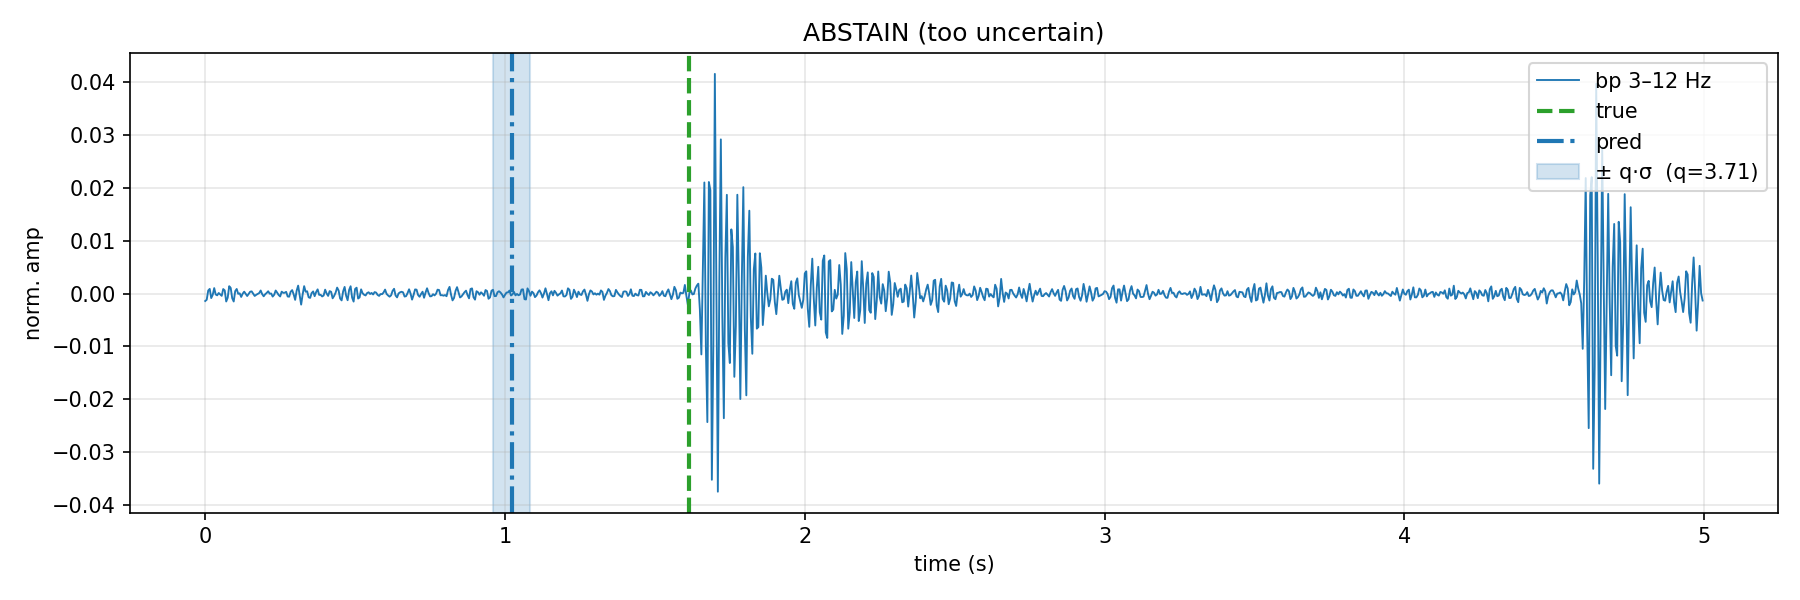 ABSTAIN (too uncertain)
norm. amp
0.04
0.03
0.02
0.01
0.00
−0.01
−0.02
−0.03
−0.04
bp 3–12 Hz
true
pred
± q·σ  (q=3.71)
0 1 2 3 4 5
time (s)